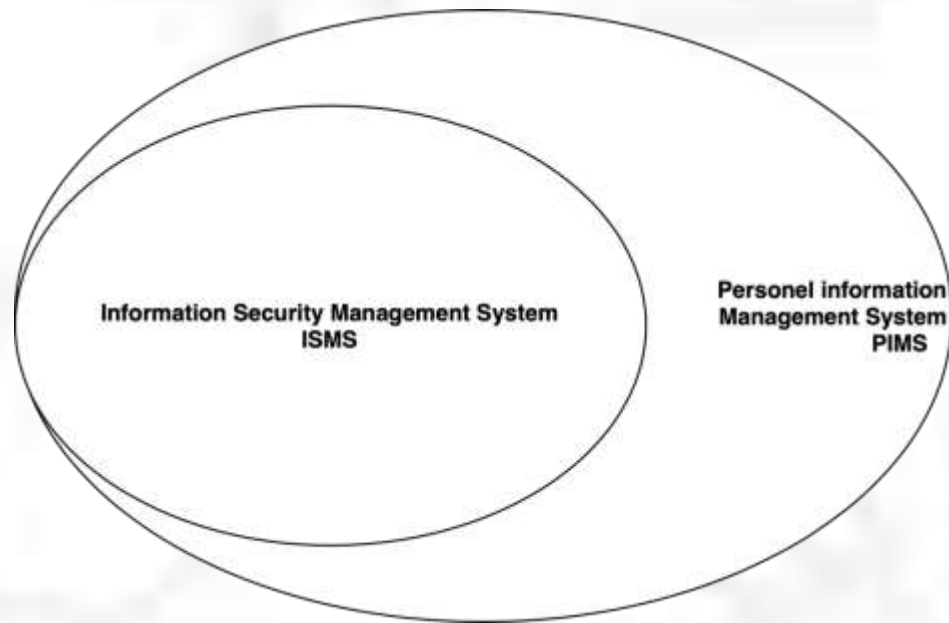 Information Security Management System
ISMS
Personel information
Management System
PIMS